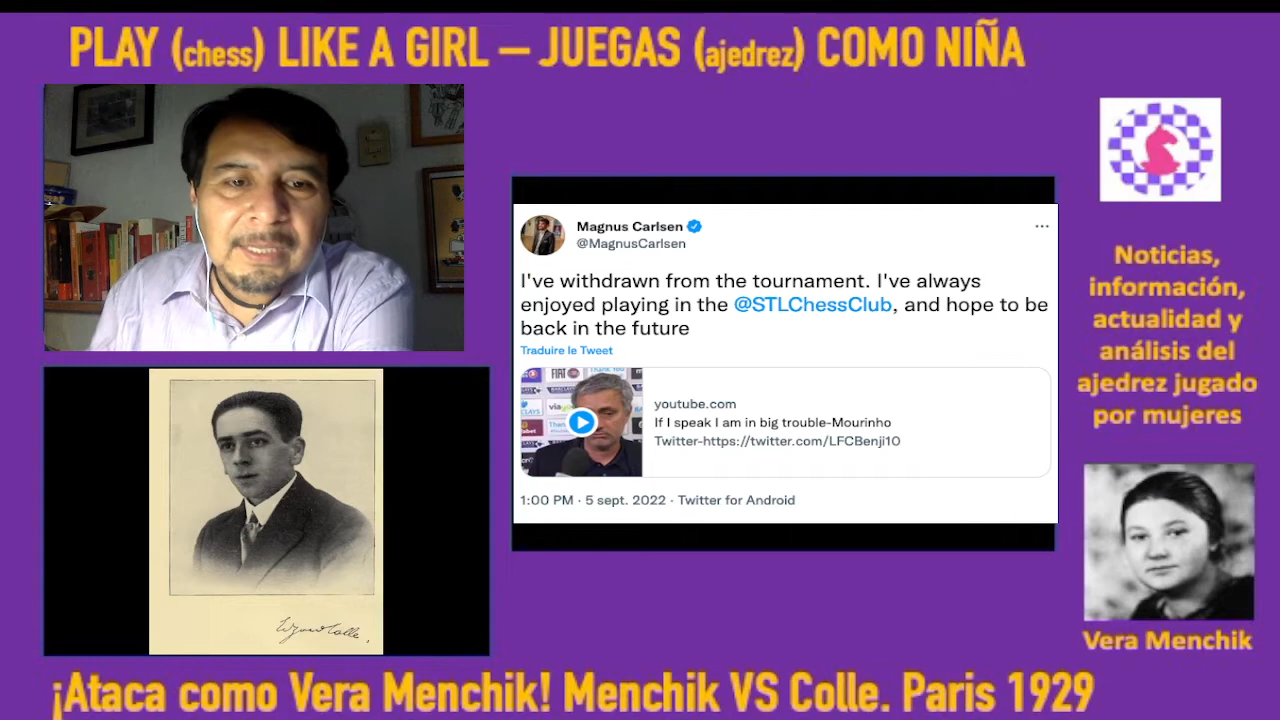 PLAY (chess) LIKE A GIRL – JUEGAS (ajedrez) COMO NIÑA
Magnus Carlsen
@MagnusCarlsen
I've withdrawn from the tournament. I've always
enjoyed playing in the @STLChessClub, and hope to be
back in the future
Traduire le Tweet
FIAT
youtube.com
If I speak I am in big trouble-Mourinho
Twitter-https://twitter.com/LFCBenji10
1:00 PM · 5 sept. 2022 · Twitter for Android
Noticias,
información,
actualidad y
análisis del
ajedrez jugado
por mujeres
Vera Menchik
¡Ataca como Vera Menchik! Menchik VS Colle. Paris 1929